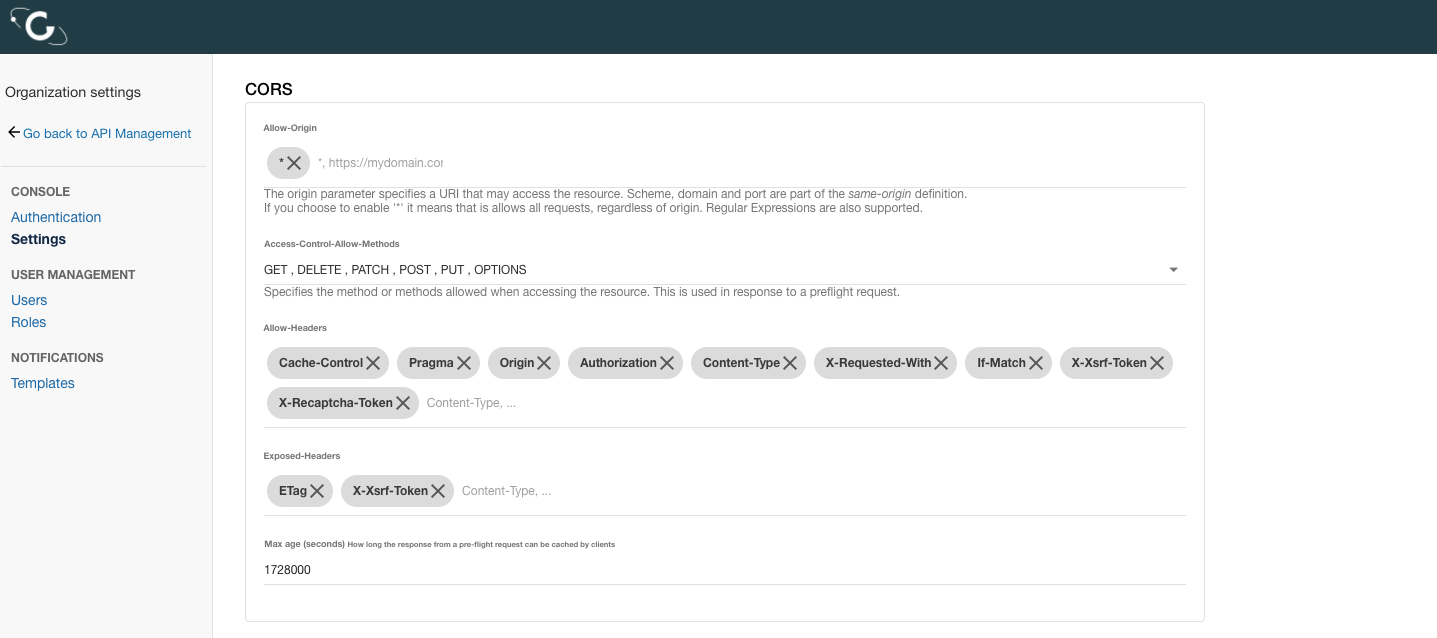 Organization settings
Go back to API Management
CONSOLE
Authentication
Settings
USER MANAGEMENT
Users
Roles
NOTIFICATIONS
Templates
CORS
Allow-Origin
* *, https://mydomain.cor
The origin parameter specifies a URI that may access the resource. Scheme, domain and port are part of the same-origin definition.
If you choose to enable '*' it means that is allows all requests, regardless of origin. Regular Expressions are also supported.
Access-Control-Allow-Methods
GET , DELETE , PATCH , POST , PUT , OPTIONS
Specifies the method or methods allowed when accessing the resource. This is used in response to a preflight request.
Allow-Headers
Cache-Control Pragma Origin Authorization Content-Type X-Requested-With If-Match X-Xsrf-Token
X-Recaptcha-Token Content-Type, ...
Exposed-Headers
ETag X-Xsrf-Token Content-Type, ...
Max age (seconds) How long the response from a pre-flight request can be cached by clients
1728000